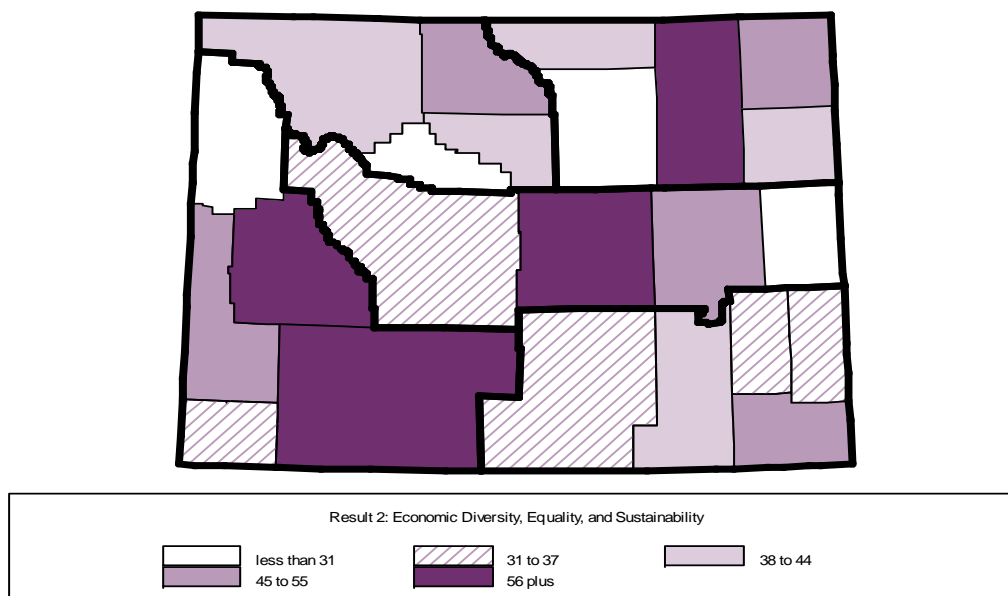 Result 2: Economic Diversity, Equality, and Sustainability
less than 31
31 to 37
38 to 44
45 to 55
56 plus